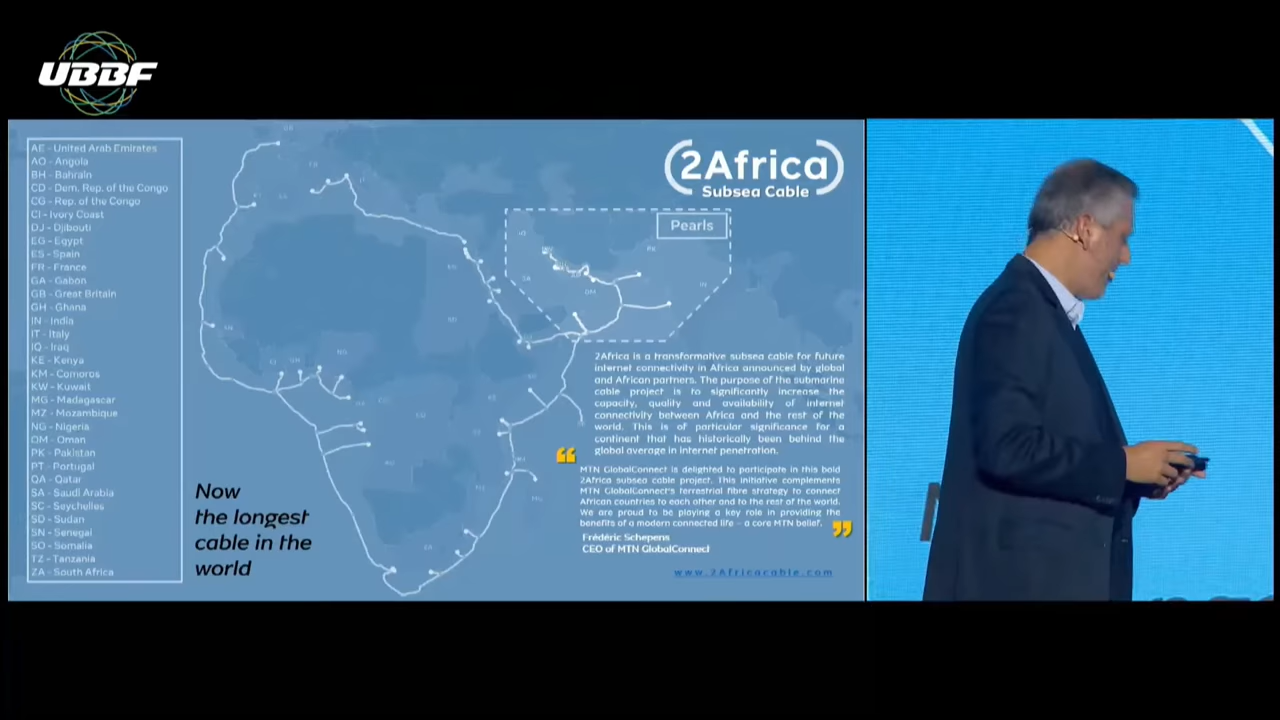 UBBF
AE - United Arab Emirates
AO - Angola
BH - Bahrain
CD - Dem. Rep. of the Congo
CG - Rep. of the Congo
CI - Ivory Coast
DJ - Djibouti
EG - Egypt
ES - Spain
FR - France
GA - Gabon
GB - Great Britain
GH - Ghana
IN - India
IT - Italy
IQ - Iraq
KE - Kenya
KM - Comoros
KW - Kuwait
MG - Madagascar
MZ - Mozambique
NG - Nigeria
OM - Oman
PK - Pakistan
PT - Portugal
QA - Qatar
SA - Saudi Arabia
SC - Seychelles
SD - Sudan
SN - Senegal
SO - Somalia
TZ - Tanzania
ZA - South Africa
Now
the longest
cable in the
world
(2Africa)
Subsea Cable
Pearls
2Africa is a transformative subsea cable for future
internet connectivity in Africa announced by global
and African partners. The purpose of the submarine
cable project is to significantly increase the
capacity, quality and availability of internet
connectivity between Africa and the rest of the
world. This is of particular significance for a
continent that has historically been behind the
global average in internet penetration.
“ MTN GlobalConnect is delighted to participate in this bold
2Africa subsea cable project. This initiative complements
MTN GlobalConnect's terrestrial fibre strategy to connect
African countries to each other and to the rest of the world.
We are proud to be playing a key role in providing the
benefits of a modern connected life – a core MTN belief. ”
Frédéric Schepens
CEO of MTN GlobalConnect
www.2Africacable.com